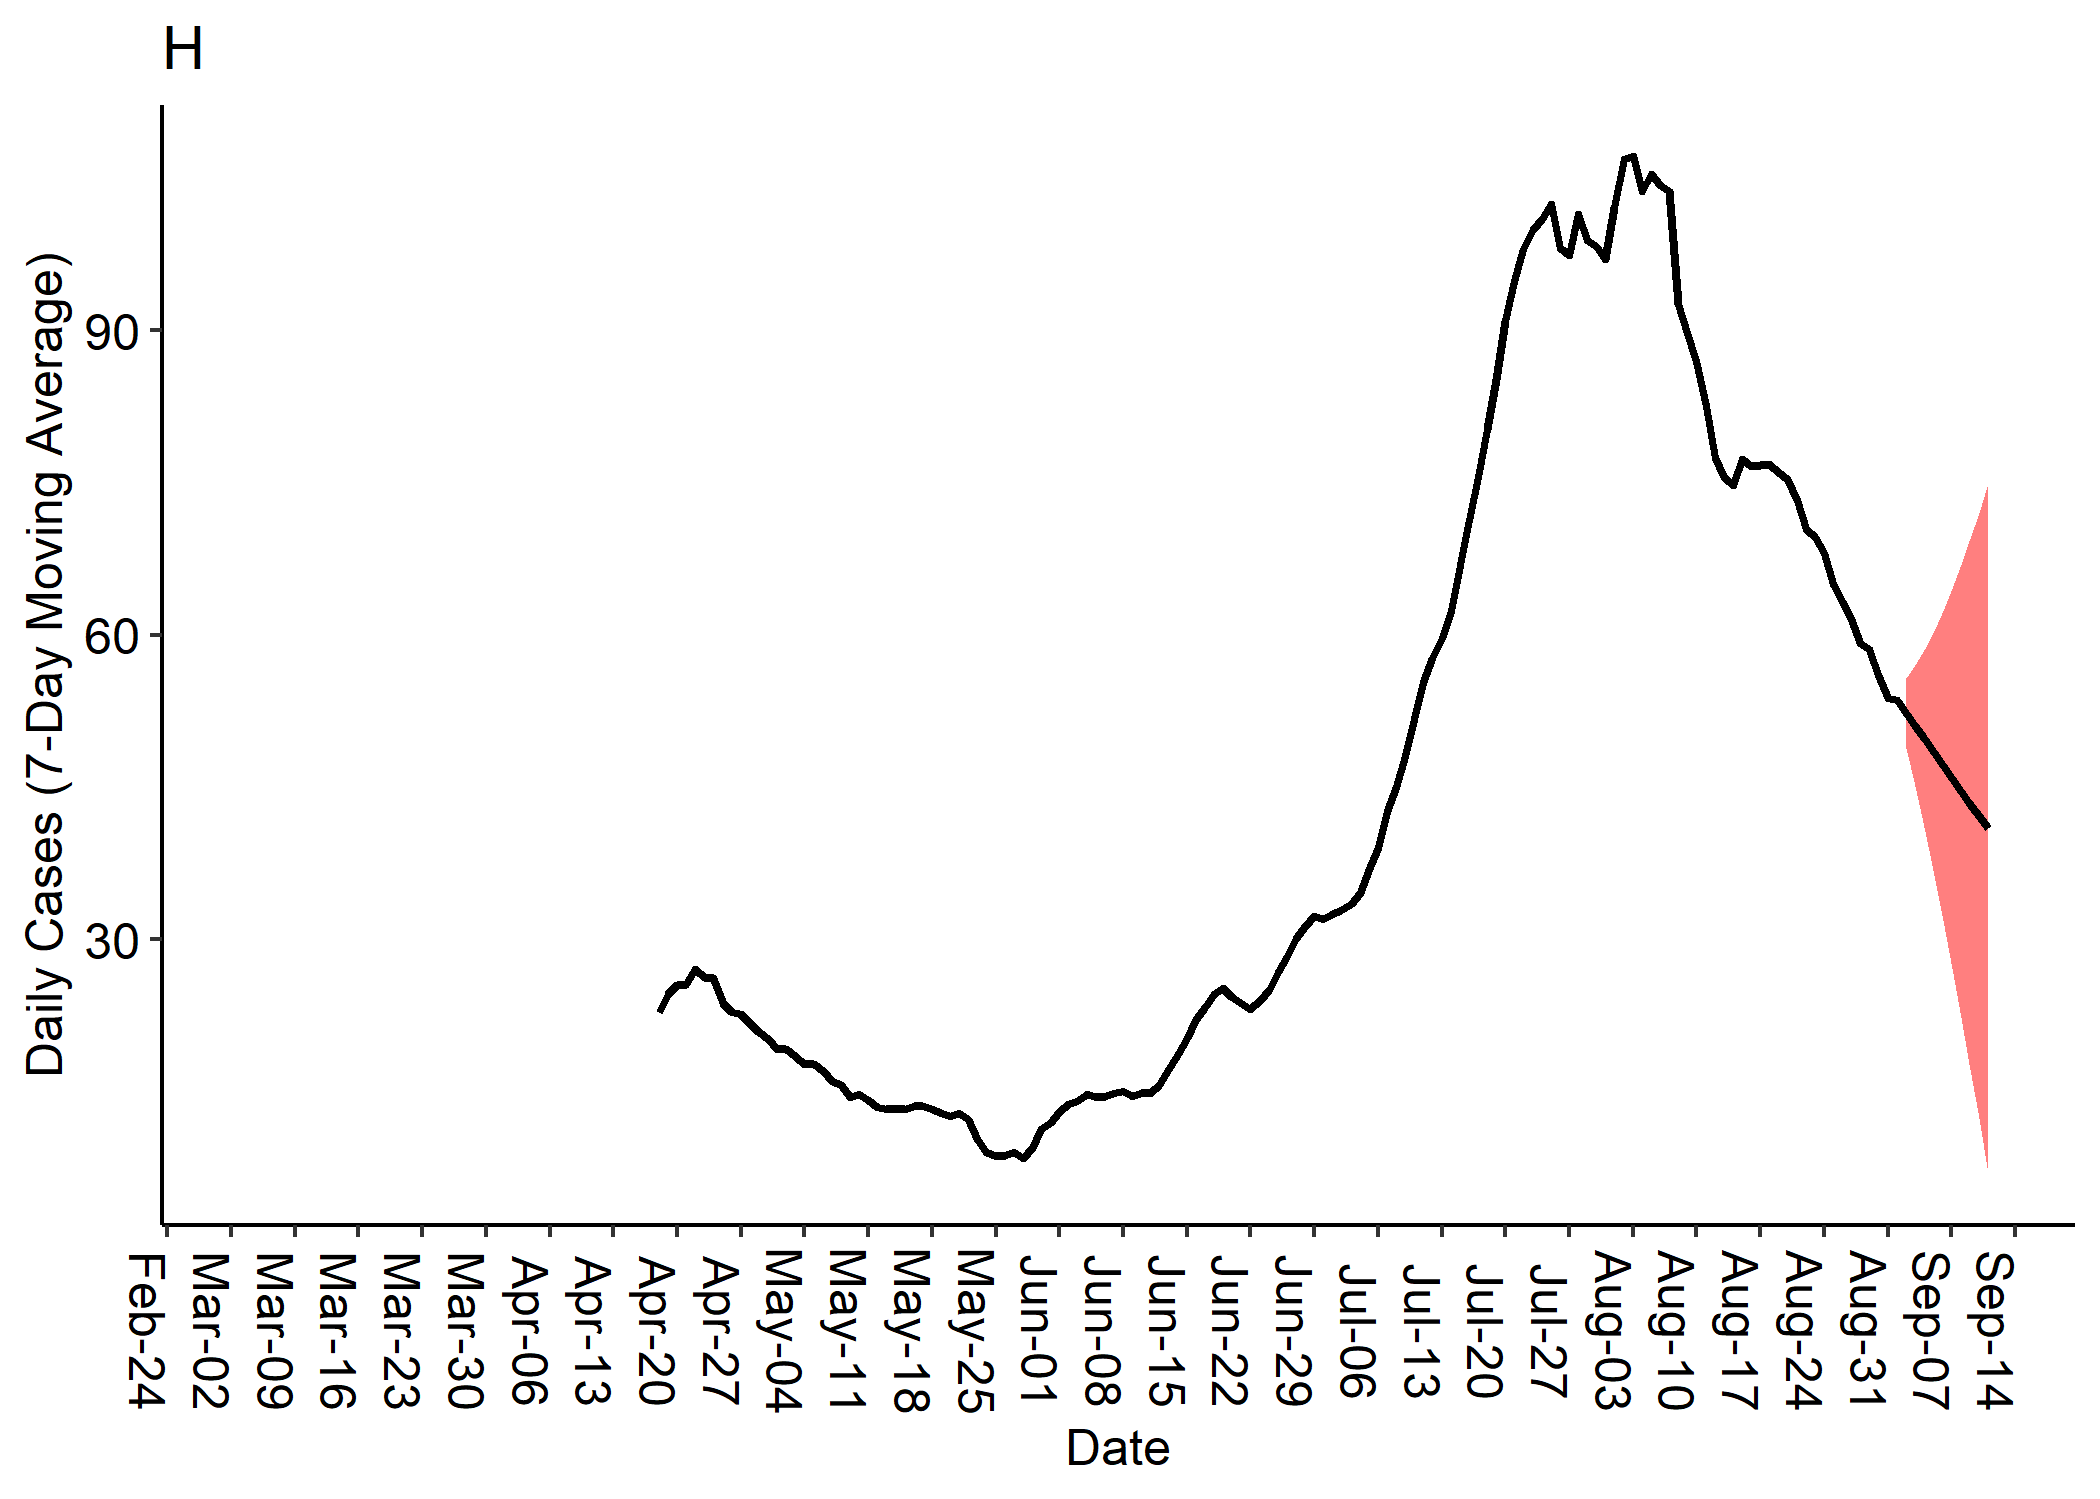 H
Daily Cases (7-Day Moving Average)
90
60
30
Feb-24
Mar-02
Mar-09
Mar-16
Mar-23
Mar-30
Apr-06
Apr-13
Apr-20
Apr-27
May-04
May-11
May-18
May-25
Jun-01
Jun-08
Jun-15
Jun-22
Jun-29
Jul-06
Jul-13
Jul-20
Jul-27
Aug-03
Aug-10
Aug-17
Aug-24
Aug-31
Sep-07
Sep-14
Date